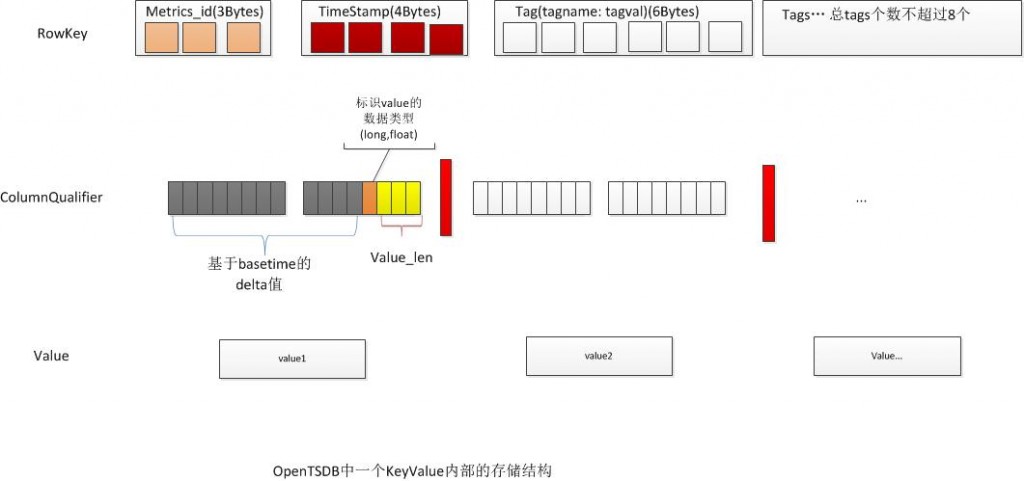 RowKey
Metrics_id(3Bytes)
TimeStamp(4Bytes)
Tag(tagname: tagval)(6Bytes)
Tags… 总tags个数不超过8个
标识value的
数据类型
(long,float)
ColumnQualifier
...
基于basetime的
delta值
Value_len
Value
value1
value2
Value...
OpenTSDB中一个KeyValue内部的存储结构